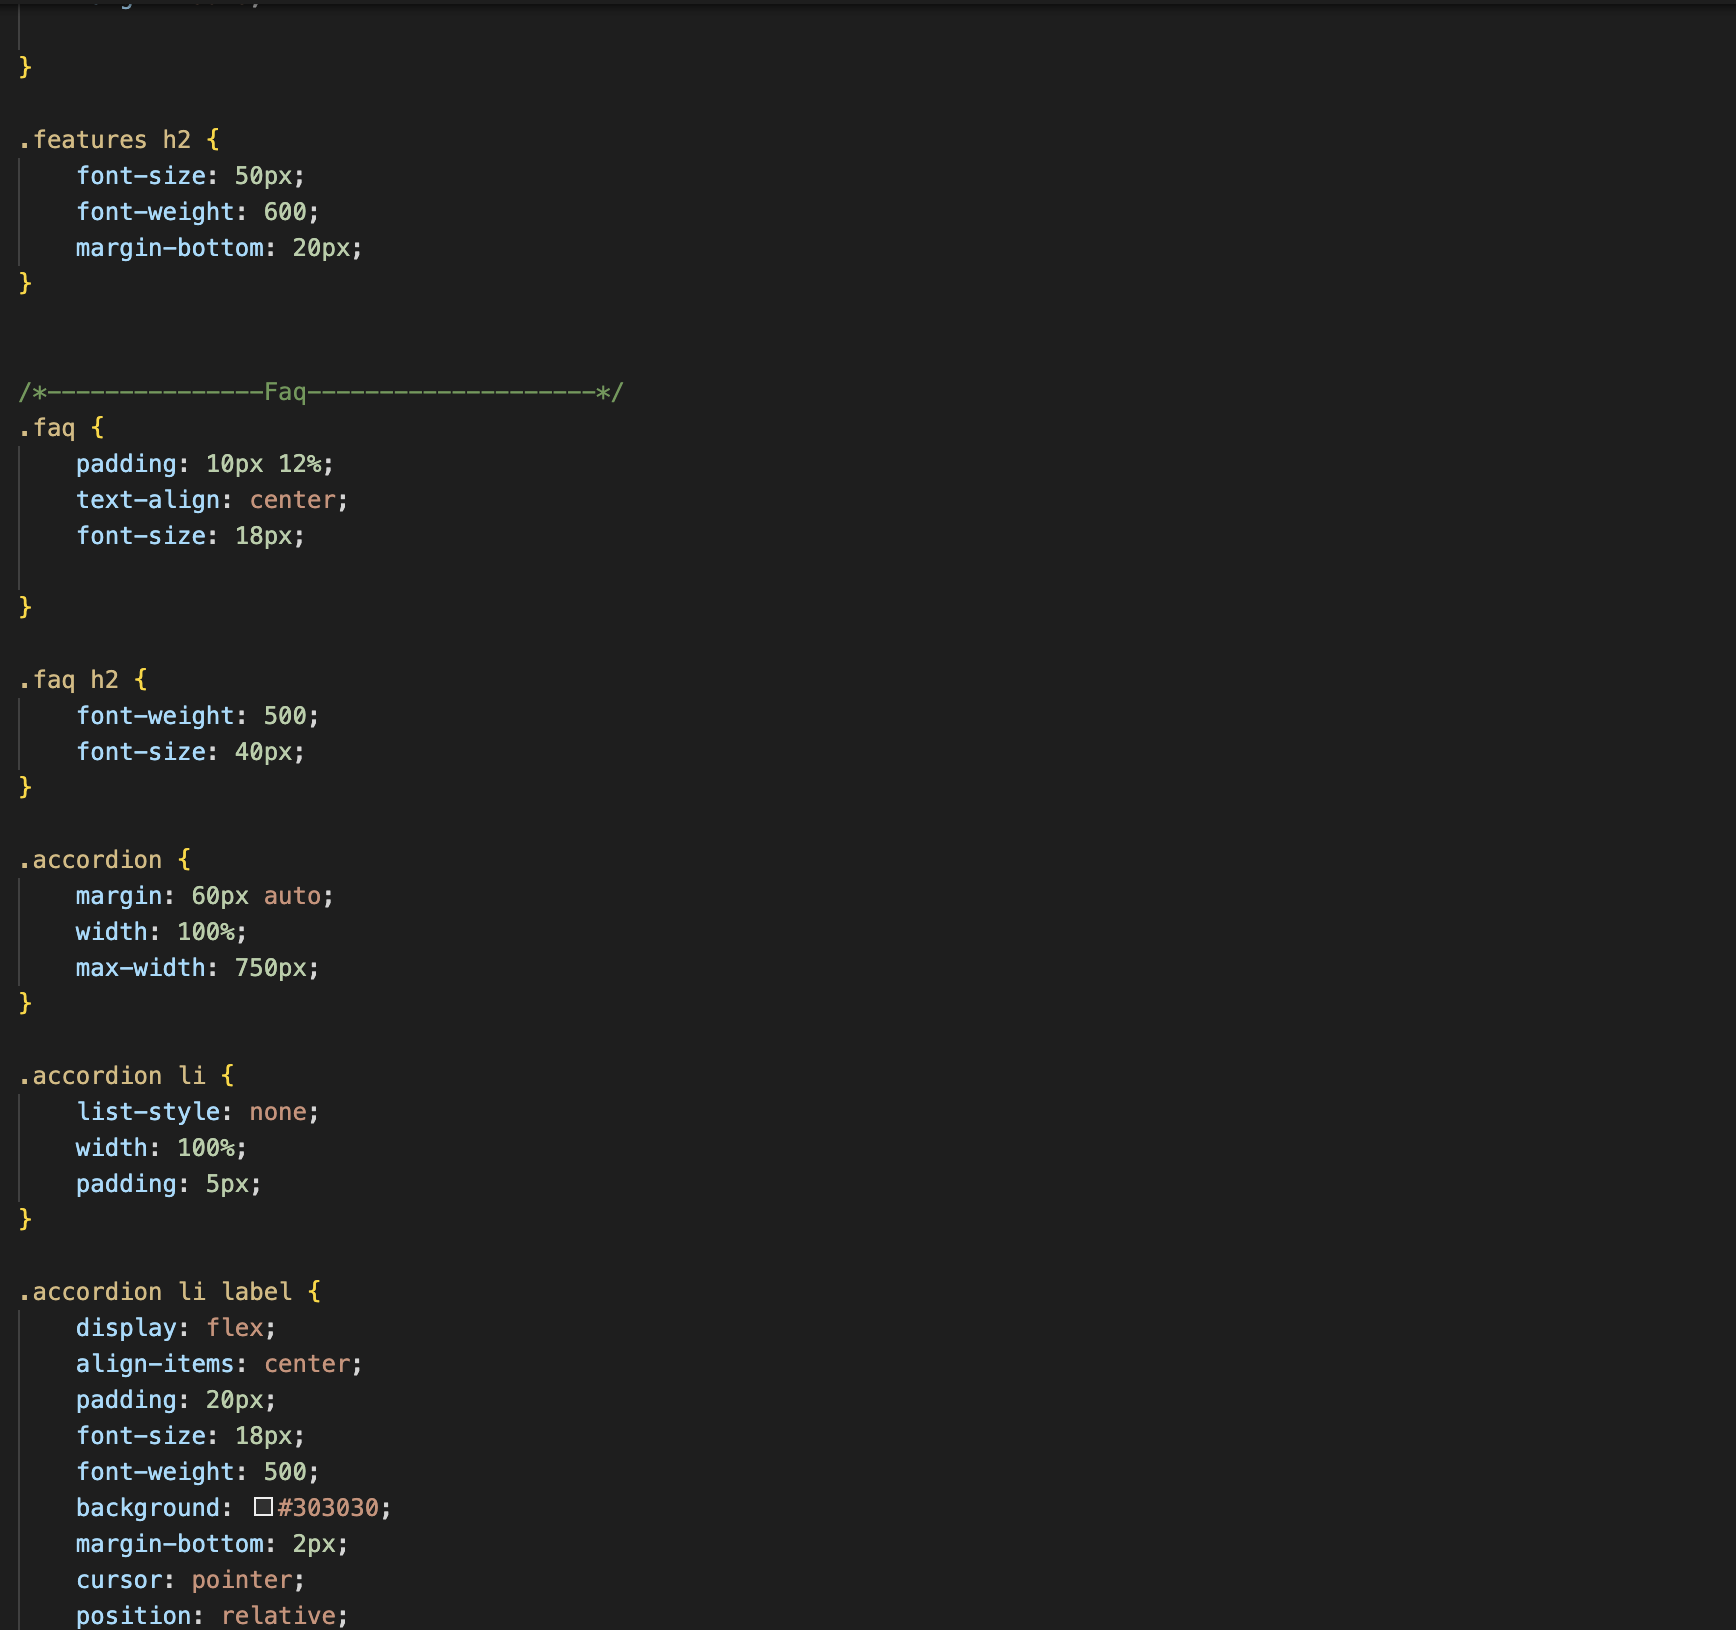 }
.features h2 {
    font-size: 50px;
    font-weight: 600;
    margin-bottom: 20px;
}
/*---------------Faq--------------------*/
.faq {
    padding: 10px 12%;
    text-align: center;
    font-size: 18px;
}
.faq h2 {
    font-weight: 500;
    font-size: 40px;
}
.accordion {
    margin: 60px auto;
    width: 100%;
    max-width: 750px;
}
.accordion li {
    list-style: none;
    width: 100%;
    padding: 5px;
}
.accordion li label {
    display: flex;
    align-items: center;
    padding: 20px;
    font-size: 18px;
    font-weight: 500;
    background: #303030;
    margin-bottom: 2px;
    cursor: pointer;
    position: relative;